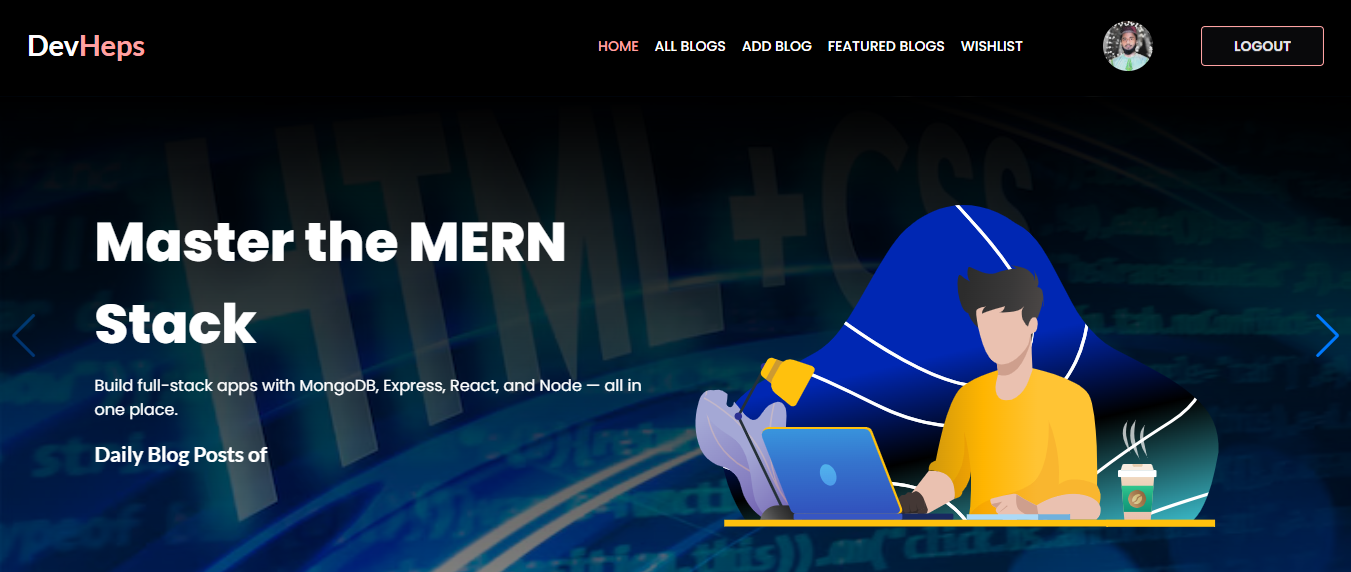 DevHeps
HOME ALL BLOGS ADD BLOG FEATURED BLOGS WISHLIST
LOGOUT
HTML + CSS
Master the MERN
Stack
Build full-stack apps with MongoDB, Express, React, and Node — all in
one place.
Daily Blog Posts of